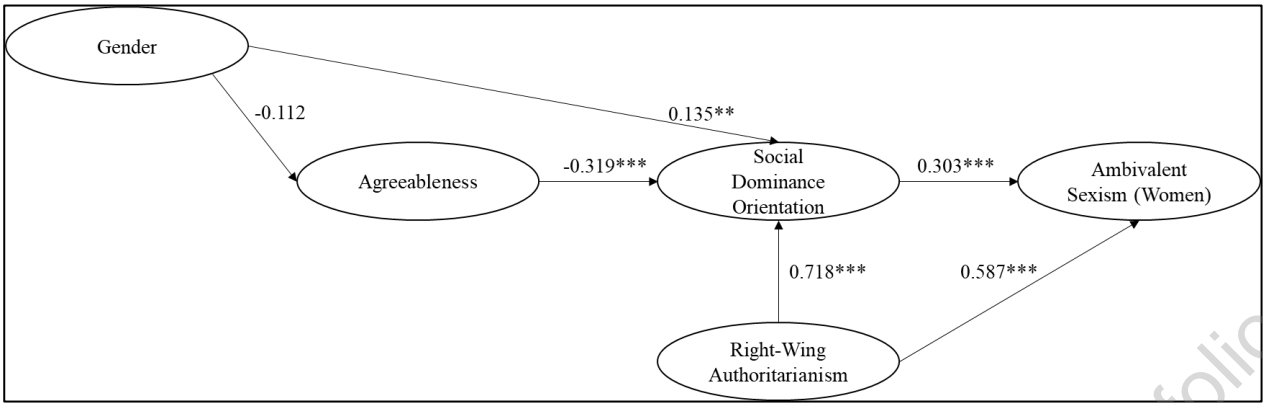 Gender
-0.112
0.135**
Agreeableness
-0.319***
Social
Dominance
Orientation
0.303***
Ambivalent
Sexism (Women)
0.718***
0.587***
Right-Wing
Authoritarianism